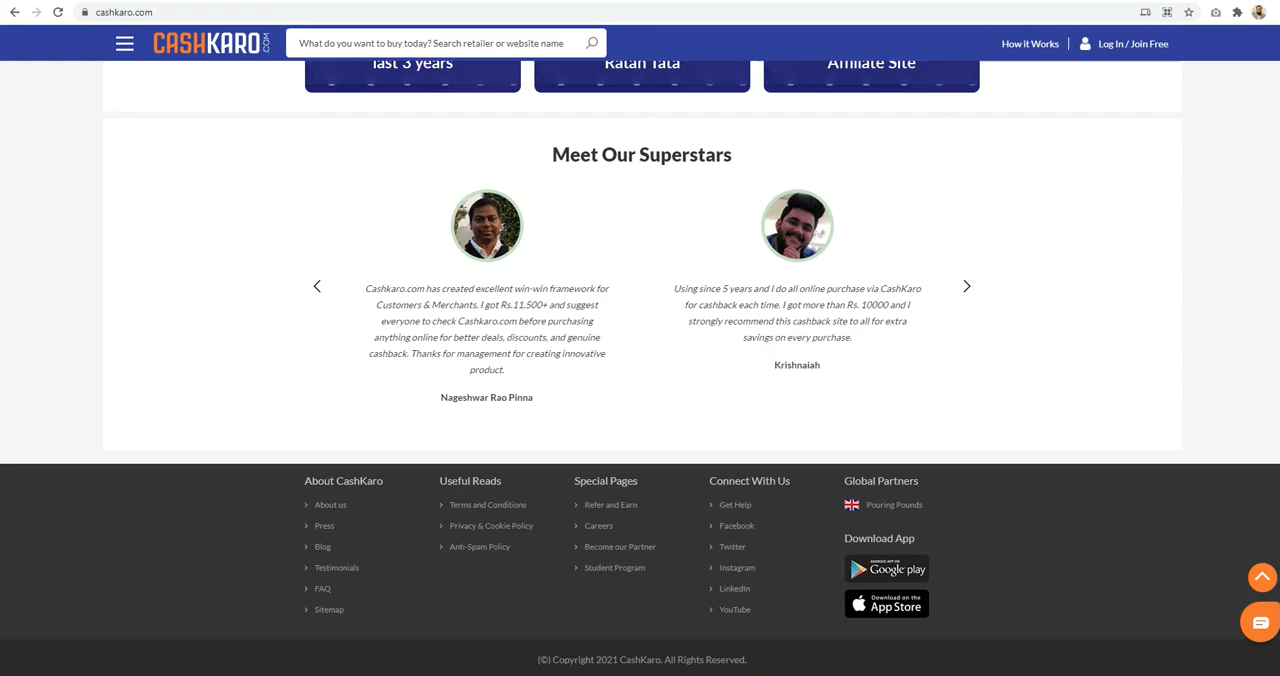 cashkaro.com
CASHKARO.COM
What do you want to buy today? Search retailer or website name
How it Works
Log In / Join Free
last 3 years
Ratan Tata
Affiliate Site
Meet Our Superstars
Cashkaro.com has created excellent win-win framework for
Customers & Merchants. I got Rs.11,500+ and suggest
everyone to check Cashkaro.com before purchasing
anything online for better deals, discounts, and genuine
cashback. Thanks for management for creating innovative
product.
Nageshwar Rao Pinna
Using since 5 years and I do all online purchase via CashKaro
for cashback each time. I got more than Rs. 10000 and I
strongly recommend this cashback site to all for extra
savings on every purchase.
Krishnaiah
About CashKaro
About us
Press
Blog
Testimonials
FAQ
Sitemap
Useful Reads
Terms and Conditions
Privacy & Cookie Policy
Anti-Spam Policy
Special Pages
Refer and Earn
Careers
Become our Partner
Student Program
Connect With Us
Get Help
Facebook
Twitter
Instagram
LinkedIn
YouTube
Global Partners
Pouring Pounds
Download App
ANDROID APP ON
Google play
Download on the
App Store
(©) Copyright 2021 CashKaro. All Rights Reserved.